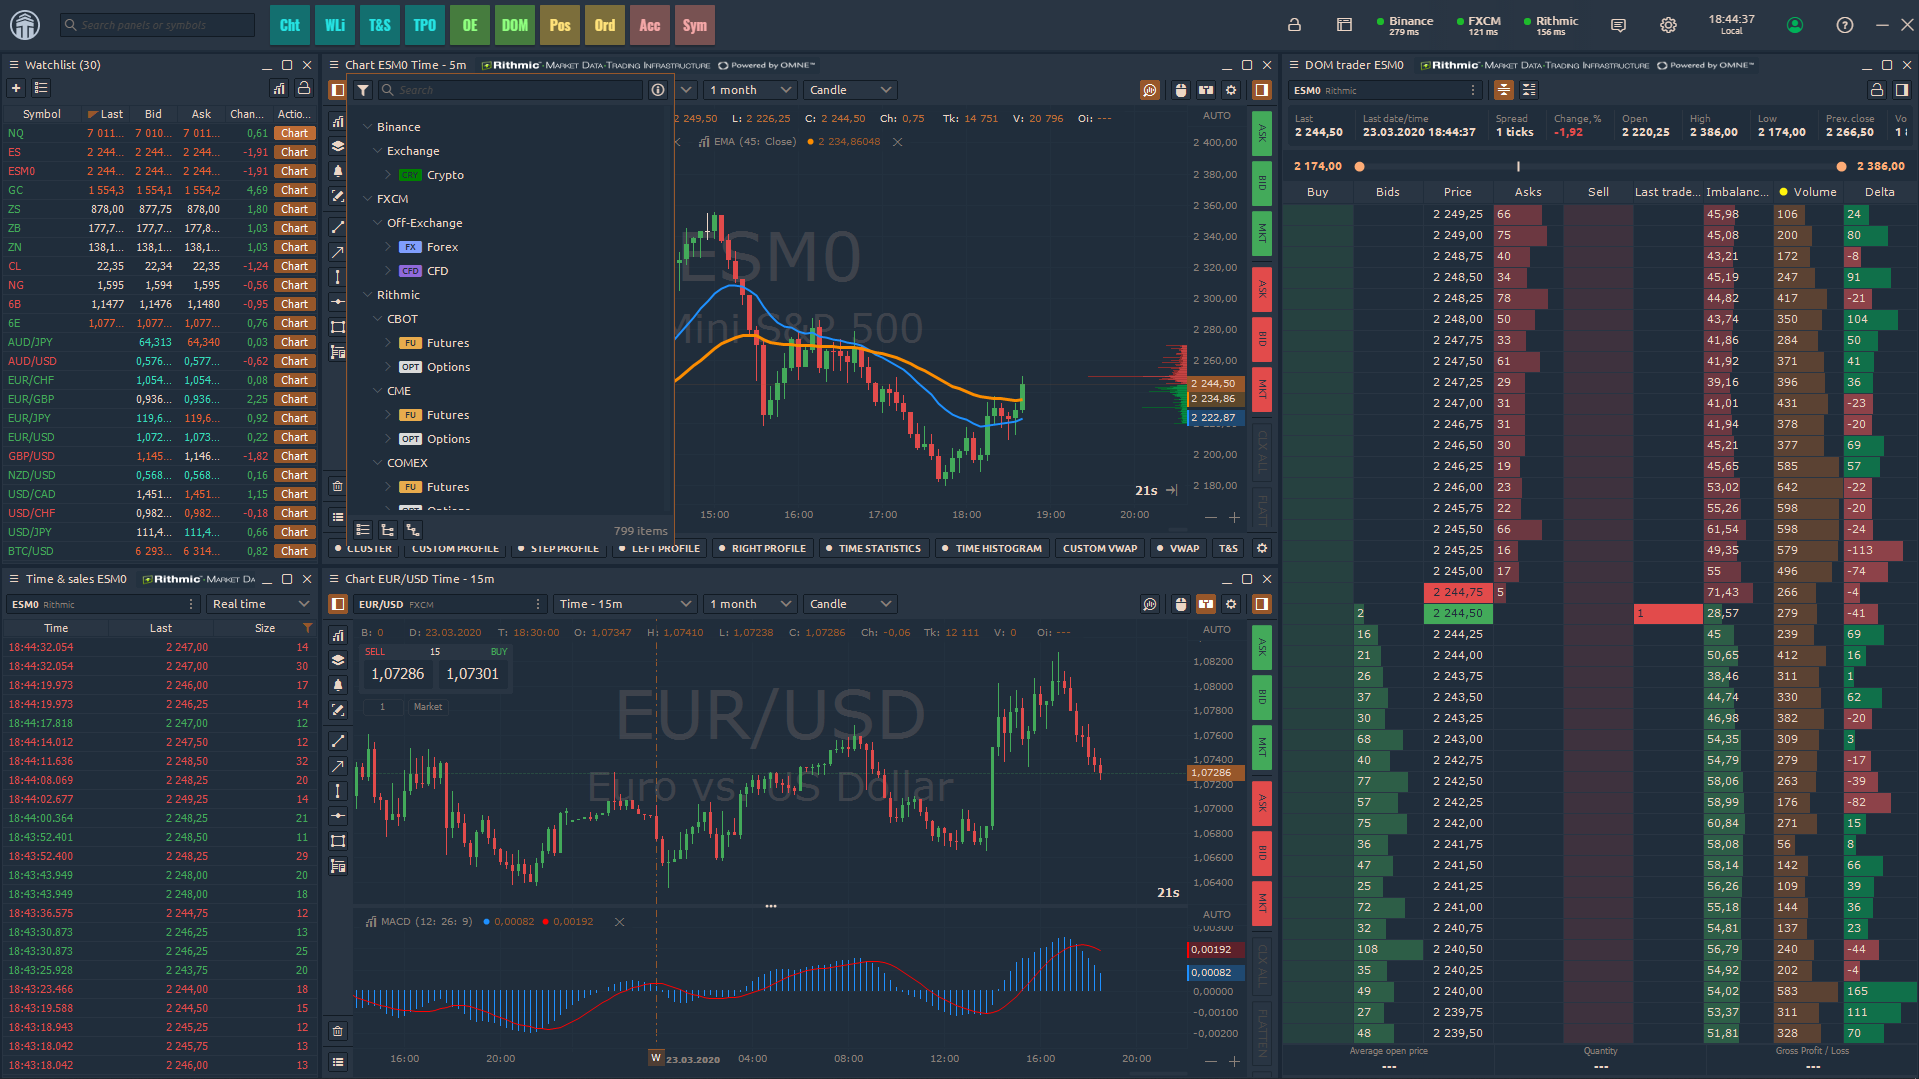 Search panels or symbols
Cht WLi T&S TPO OE DOM Pos Ord Acc Sym
Binance 279 ms
FXCM 121 ms
Rithmic 156 ms
18:44:37
Local
Watchlist (30)
Symbol Last Bid Ask Chan... Actio...
NQ 7 011... 7 010... 7 011... 0,61 Chart
ES 2 244... 2 244... 2 244... -1,91 Chart
ESM0 2 244... 2 244... 2 244... -1,91 Chart
GC 1 554,3 1 554,1 1 554,2 4,69 Chart
ZS 878,00 877,75 878,00 1,80 Chart
ZB 177,7... 177,7... 177,8... 1,03 Chart
ZN 138,1... 138,1... 138,1... 1,03 Chart
CL 22,35 22,34 22,35 -1,24 Chart
NG 1,595 1,594 1,595 -0,56 Chart
6B 1,1477 1,1476 1,1480 -0,95 Chart
6E 1,077... 1,077... 1,077... 0,76 Chart
AUD/JPY 64,313 64,340 0,03 Chart
AUD/USD 0,576... 0,577... -0,62 Chart
EUR/CHF 1,054... 1,054... 0,08 Chart
EUR/GBP 0,936... 0,936... 2,25 Chart
EUR/JPY 119,6... 119,6... 0,92 Chart
EUR/USD 1,072... 1,073... 0,22 Chart
GBP/USD 1,145... 1,146... -1,82 Chart
NZD/USD 0,568... 0,568... 0,16 Chart
USD/CAD 1,451... 1,451... 1,15 Chart
USD/CHF 0,982... 0,982... -0,18 Chart
USD/JPY 111,4... 111,4... 0,66 Chart
BTC/USD 6 293... 6 314... 0,82 Chart
Chart ESM0 Time - 5m Rithmic - Market Data-Trading Infrastructure Powered by OMNE™
Search
1 month Candle
Binance
Exchange
CRY Crypto
FXCM
Off-Exchange
FX Forex
CFD CFD
Rithmic
CBOT
FU Futures
OPT Options
CME
FU Futures
OPT Options
COMEX
FU Futures
799 items
2 249,50 L: 2 226,25 C: 2 244,50 Ch: 0,75 Tk: 14 751 V: 20 796 Oi: ---
EMA (45: Close) 2 234,86048
ESM0
Mini S&P 500
AUTO
2 400,00
2 380,00
2 360,00
2 340,00
2 320,00
2 300,00
2 280,00
2 260,00
2 244,50
2 234,86
2 222,87
2 200,00
2 180,00
21s
15:00 16:00 17:00 18:00 19:00 20:00
ASK
BID
MKT
ASK
BID
MKT
CLX ALL
FLATT
CLUSTER CUSTOM PROFILE STEP PROFILE LEFT PROFILE RIGHT PROFILE TIME STATISTICS TIME HISTOGRAM CUSTOM VWAP VWAP T&S
Time & sales ESM0 Rithmic - Market Da
ESM0 Rithmic Real time
Time Last Size
18:44:32.054 2 247,00 14
18:44:32.054 2 247,00 30
18:44:19.973 2 246,00 17
18:44:19.973 2 246,25 14
18:44:17.818 2 247,00 12
18:44:14.012 2 247,50 12
18:44:11.636 2 248,50 32
18:44:08.069 2 248,25 20
18:44:02.677 2 249,25 14
18:44:00.364 2 248,25 21
18:43:52.401 2 248,50 11
18:43:52.400 2 248,25 29
18:43:43.949 2 248,00 20
18:43:43.949 2 248,00 18
18:43:36.575 2 244,75 12
18:43:30.873 2 246,25 13
18:43:30.873 2 246,25 25
18:43:25.928 2 243,75 20
18:43:23.466 2 244,00 18
18:43:19.588 2 244,50 15
18:43:18.943 2 245,25 12
18:43:18.042 2 245,75 13
18:43:18.042 2 246,00 13
Chart EUR/USD Time - 15m
EUR/USD FXCM Time - 15m 1 month Candle
B: 0 D: 23.03.2020 T: 18:30:00 O: 1,07347 H: 1,07410 L: 1,07238 C: 1,07286 Ch: -0,06 Tk: 12 111 V: 0 Oi: ---
SELL 15 BUY
1,07286 1,07301
1 Market
EUR/USD
Euro vs US Dollar
AUTO
1,08200
1,08000
1,07800
1,07600
1,07400
1,07286
1,07200
1,07000
1,06800
1,06600
1,06400
21s
MACD (12: 26: 9) 0,00082 0,00192
AUTO
0,00300
0,00192
0,00082
0,00000
-0,00100
-0,00200
16:00 20:00 W 23.03.2020 04:00 08:00 12:00 16:00 20:00
ASK
BID
MKT
ASK
BID
MKT
CLX ALL
FLATTEN
DOM trader ESM0 Rithmic - Market Data-Trading Infrastructure Powered by OMNE™
ESM0 Rithmic
Last Last date/time Spread Change, % Open High Low Prev. close Vo
2 244,50 23.03.2020 18:44:37 1 ticks -1,92 2 220,25 2 386,00 2 174,00 2 266,50
2 174,00 2 386,00
Buy Bids Price Asks Sell Last trade... Imbalanc... Volume Delta
2 249,25 66 45,98 106 24
2 249,00 75 45,08 200 80
2 248,75 40 43,21 172 -8
2 248,50 34 45,19 247 91
2 248,25 78 44,82 417 -21
2 248,00 50 43,74 350 104
2 247,75 33 41,86 284 50
2 247,50 61 41,92 371 41
2 247,25 29 39,16 396 36
2 247,00 31 41,01 431 -23
2 246,75 31 41,94 378 -20
2 246,50 30 45,21 377 69
2 246,25 19 45,65 585 57
2 246,00 23 53,02 642 -22
2 245,75 22 55,26 598 -20
2 245,50 66 61,54 598 -24
2 245,25 16 49,35 579 -113
2 245,00 17 55 496 -74
2 244,75 5 71,43 266 -4
2 2 244,50 1 28,57 279 -41
16 2 244,25 45 239 69
21 2 244,00 50,65 412 16
26 2 243,75 38,46 311 1
37 2 243,50 44,74 330 62
30 2 243,25 46,98 382 -20
68 2 243,00 54,35 309 3
40 2 242,75 54,79 279 -17
77 2 242,50 58,06 263 -39
57 2 242,25 58,99 176 -82
75 2 242,00 60,84 271 15
36 2 241,75 58,08 56 8
47 2 241,50 58,14 142 66
25 2 241,25 56,26 109 39
72 2 241,00 55,18 144 36
32 2 240,75 54,81 137 23
108 2 240,50 56,79 240 -44
35 2 240,25 54,92 202 -4
49 2 240,00 54,02 583 165
27 2 239,75 53,37 311 111
48 2 239,50 51,81 328 70
Average open price Quantity Gross Profit / Loss
--- --- ---